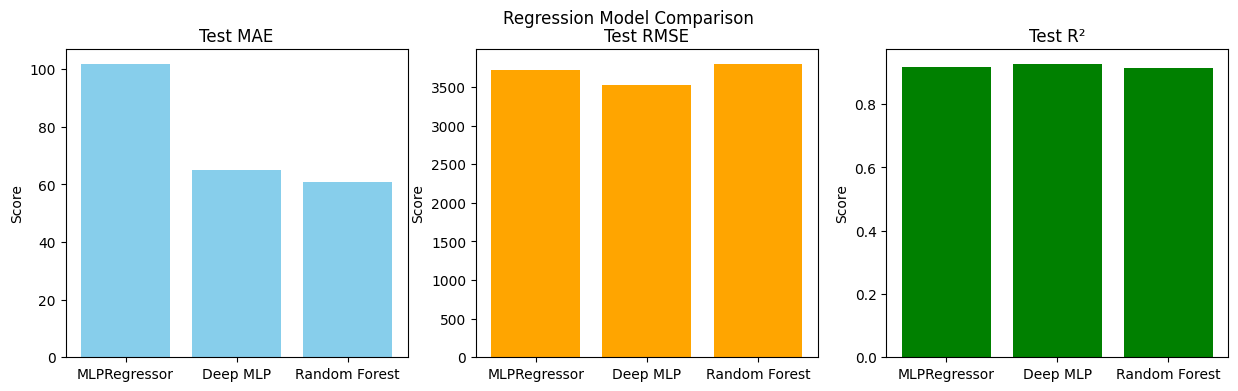 Regression Model Comparison
Test MAE
Score
100
80
60
40
20
0
MLPRegressor Deep MLP Random Forest
Test RMSE
Score
3500
3000
2500
2000
1500
1000
500
0
MLPRegressor Deep MLP Random Forest
Test R²
Score
0.8
0.6
0.4
0.2
0.0
MLPRegressor Deep MLP Random Forest